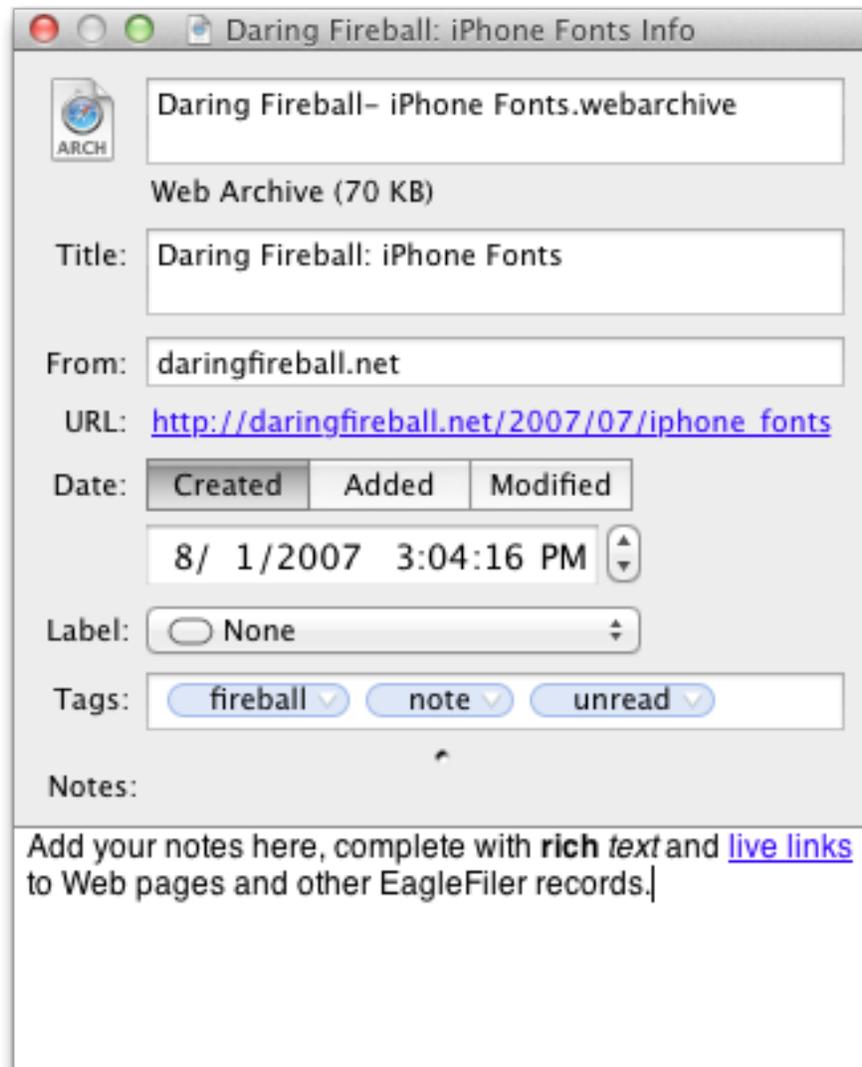 Daring Fireball: iPhone Fonts Info
ARCH
Daring Fireball– iPhone Fonts.webarchive
Web Archive (70 KB)
Title: Daring Fireball: iPhone Fonts
From: daringfireball.net
URL: http://daringfireball.net/2007/07/iphone_fonts
Date: Created Added Modified
8/ 1/2007 3:04:16 PM
Label: None
Tags: fireball note unread
Notes:
Add your notes here, complete with rich text and live links
to Web pages and other EagleFiler records.